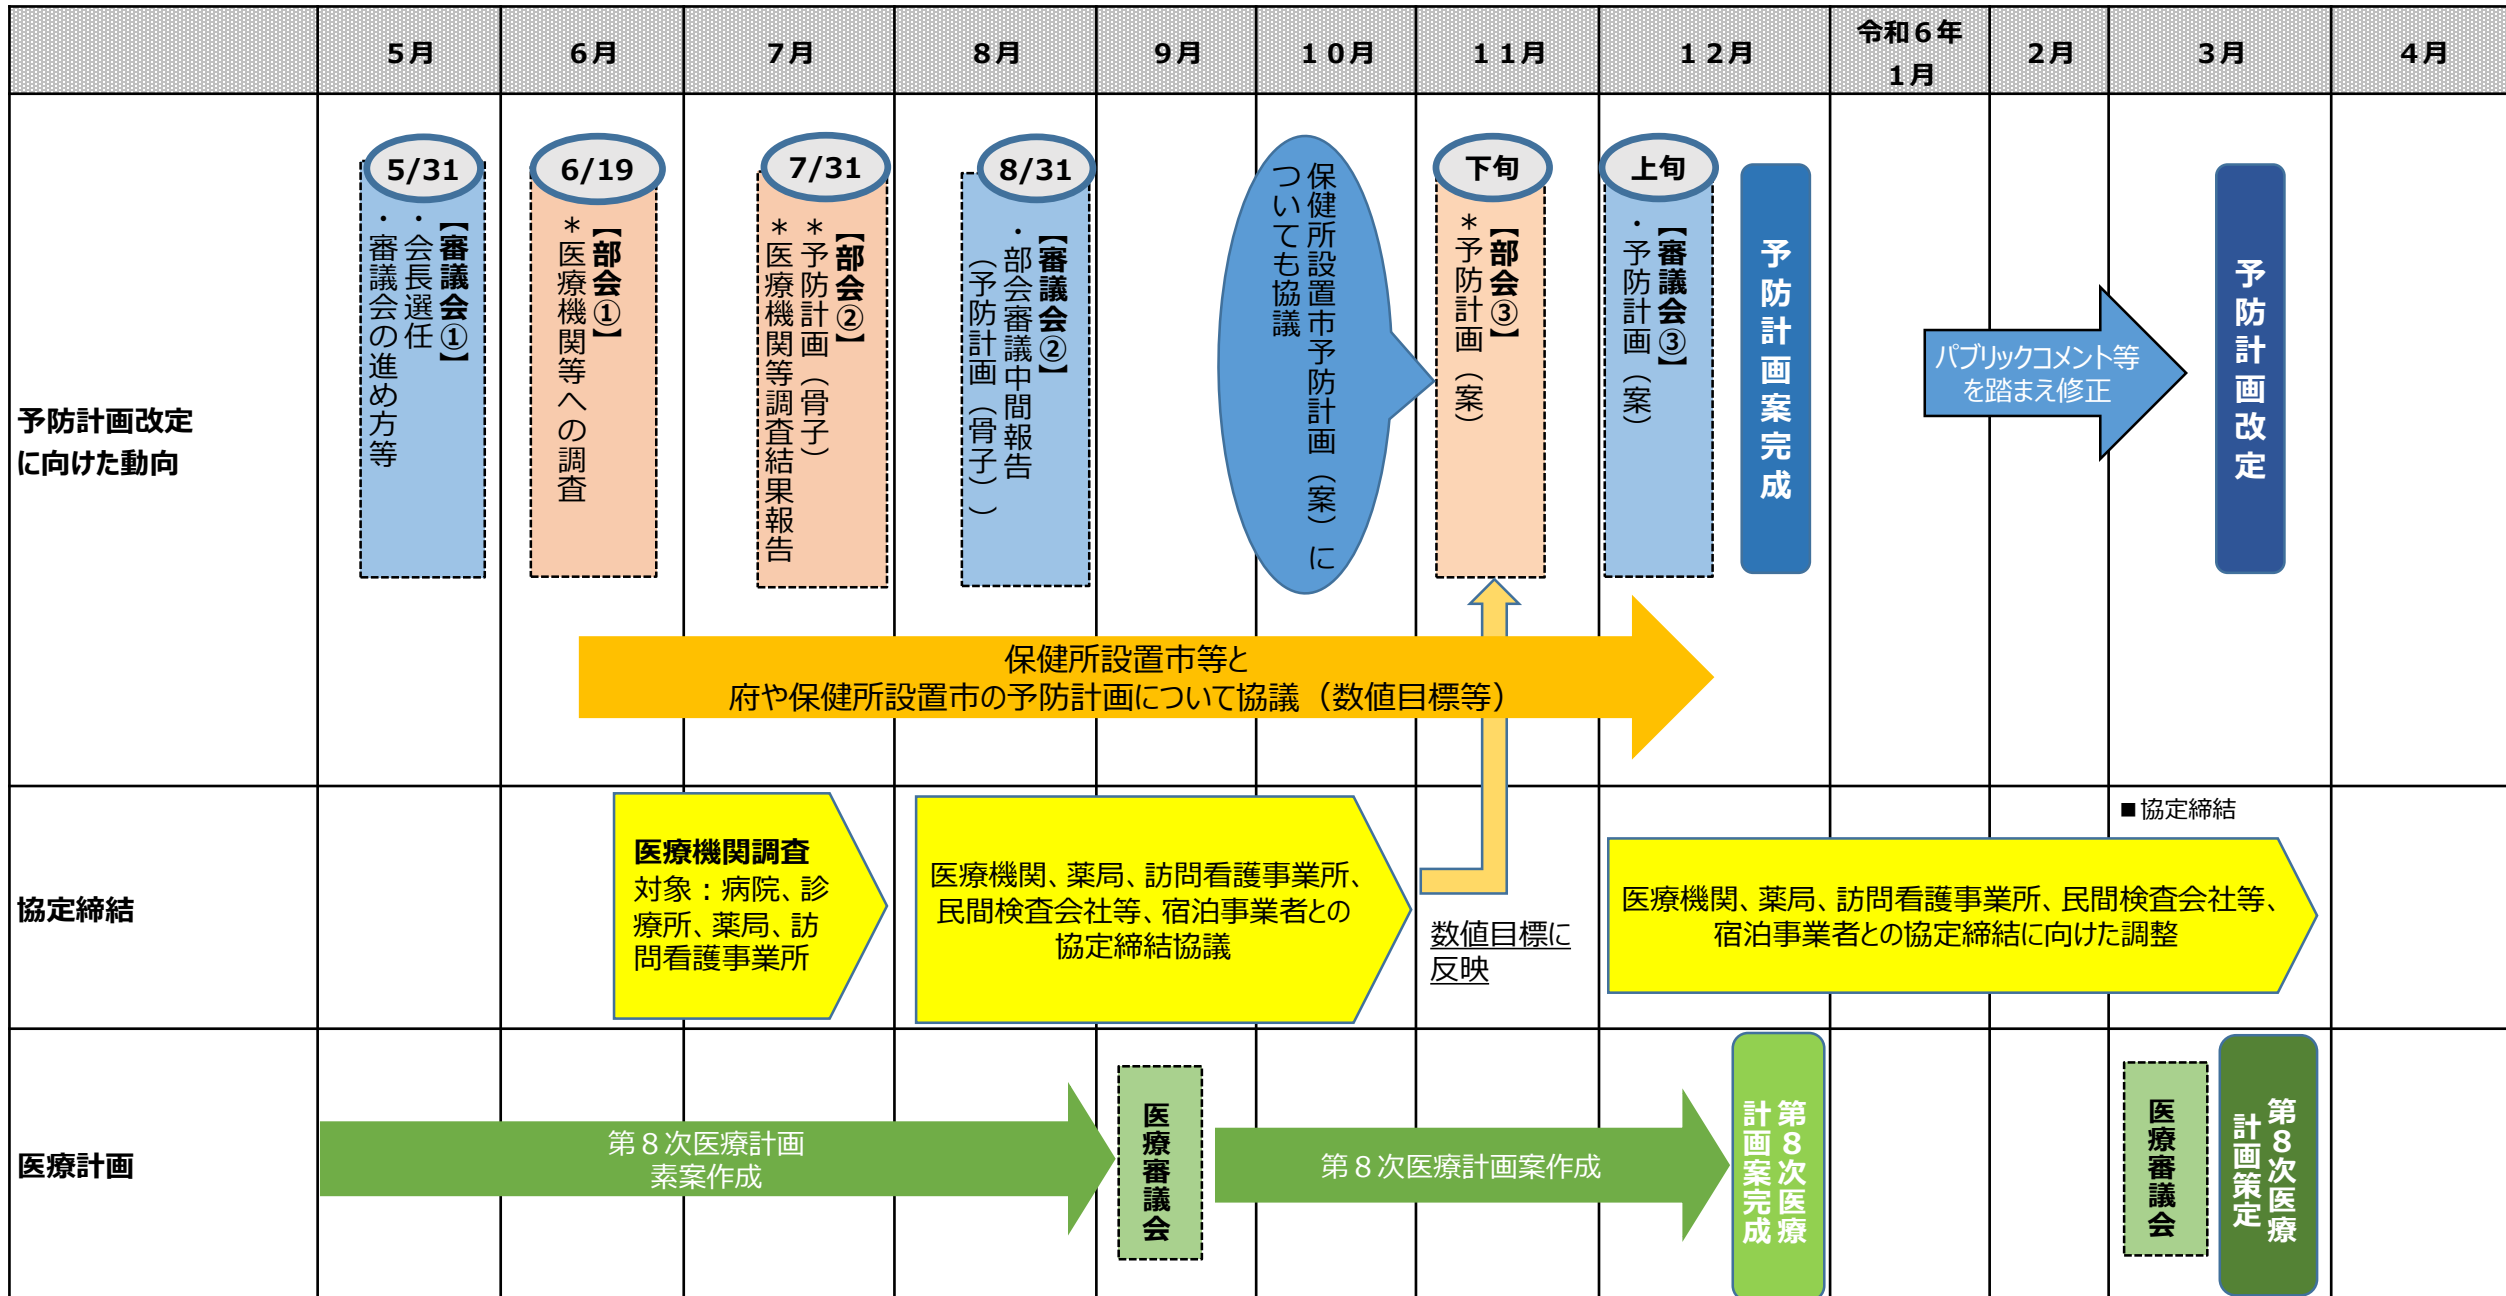 5月
6月
7月
8月
9月
10月
11月
12月
令和6年
1月
2月
3月
4月
予防計画改定
に向けた動向
5/31
【審議会①】
・会長選任
・審議会の進め方等
6/19
【部会①】
＊医療機関等への調査
7/31
【部会②】
＊予防計画（骨子）
＊医療機関等調査結果報告
8/31
【審議会②】
・部会審議中間報告
（予防計画（骨子））
保健所設置市予防計画（案）に
ついても協議
下旬
【部会③】
＊予防計画（案）
上旬
【審議会③】
・予防計画（案）
予防計画案完成
パブリックコメント等
を踏まえ修正
予防計画改定
保健所設置市等と
府や保健所設置市の予防計画について協議（数値目標等）
協定締結
医療機関調査
対象：病院、診
療所、薬局、訪
問看護事業所
医療機関、薬局、訪問看護事業所、
民間検査会社等、宿泊事業者との
協定締結協議
数値目標に
反映
■協定締結
医療機関、薬局、訪問看護事業所、民間検査会社等、
宿泊事業者との協定締結に向けた調整
医療計画
第8次医療計画
素案作成
医療審議会
第8次医療計画案作成
第8次医療
計画案完成
医療審議会
第8次医療
計画策定